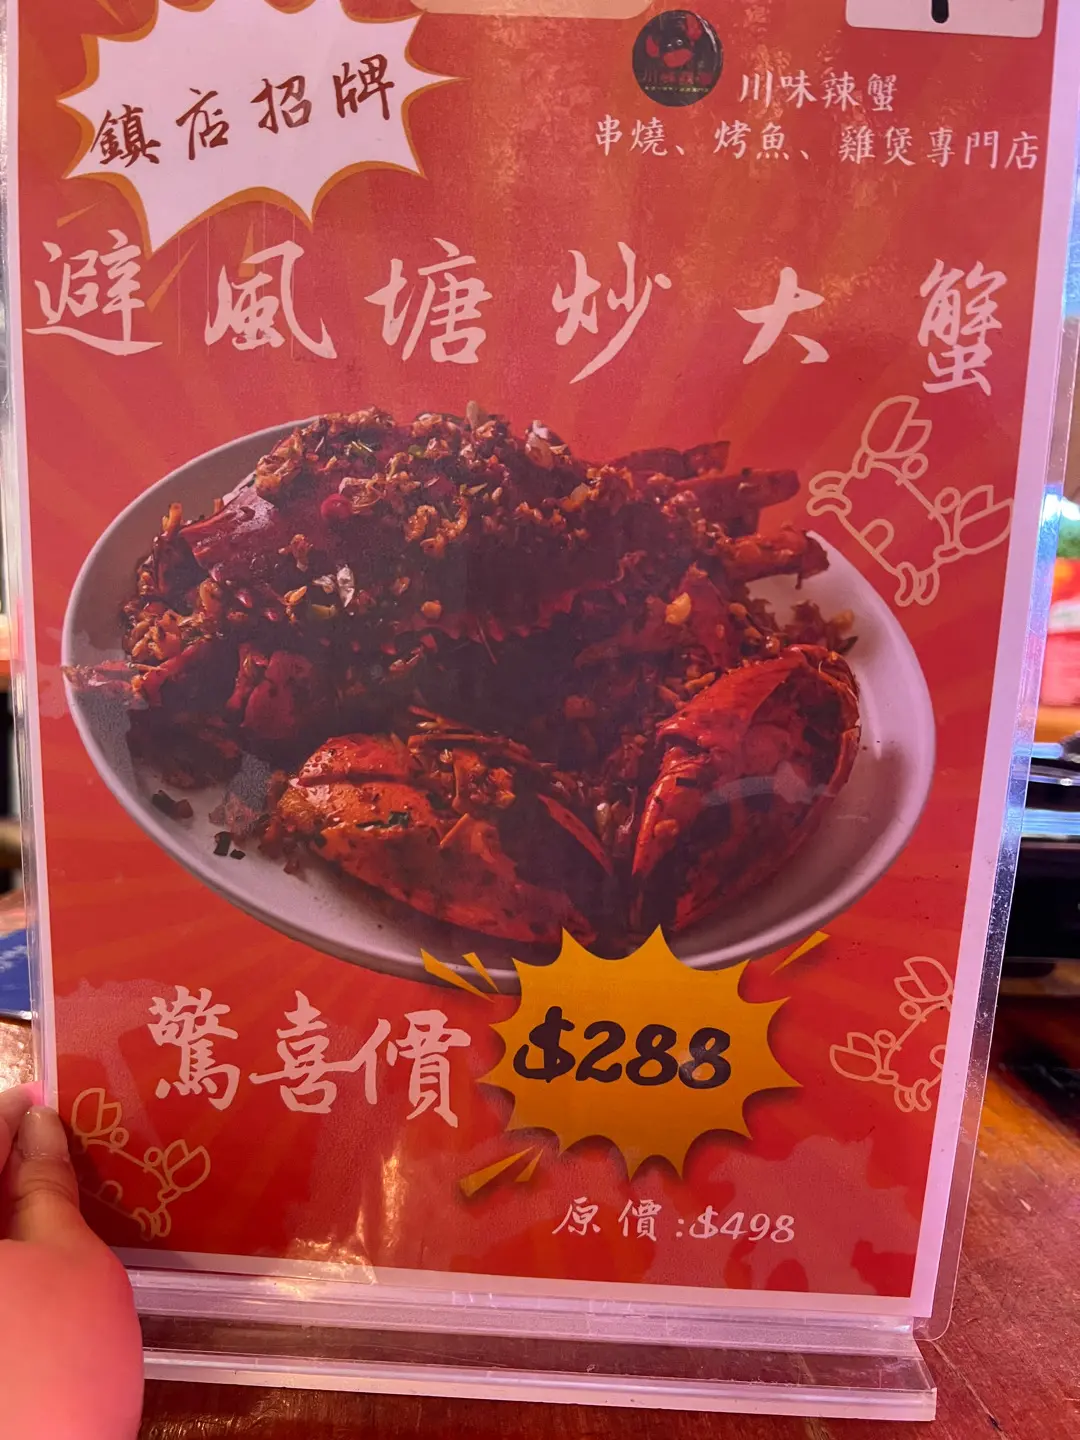 鎮店招牌
川味辣蟹
串燒、烤魚、雞煲專門店
避風塘炒大蟹
驚喜價
$288
原價:$498